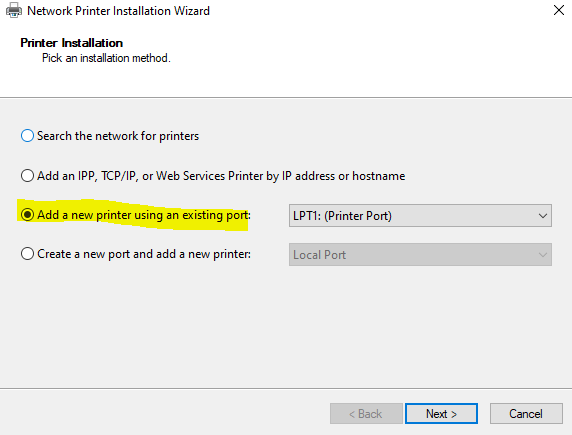 Network Printer Installation Wizard
Printer Installation
Pick an installation method.
Search the network for printers
Add an IPP, TCP/IP, or Web Services Printer by IP address or hostname
Add a new printer using an existing port: LPT1: (Printer Port)
Create a new port and add a new printer: Local Port
< Back Next > Cancel